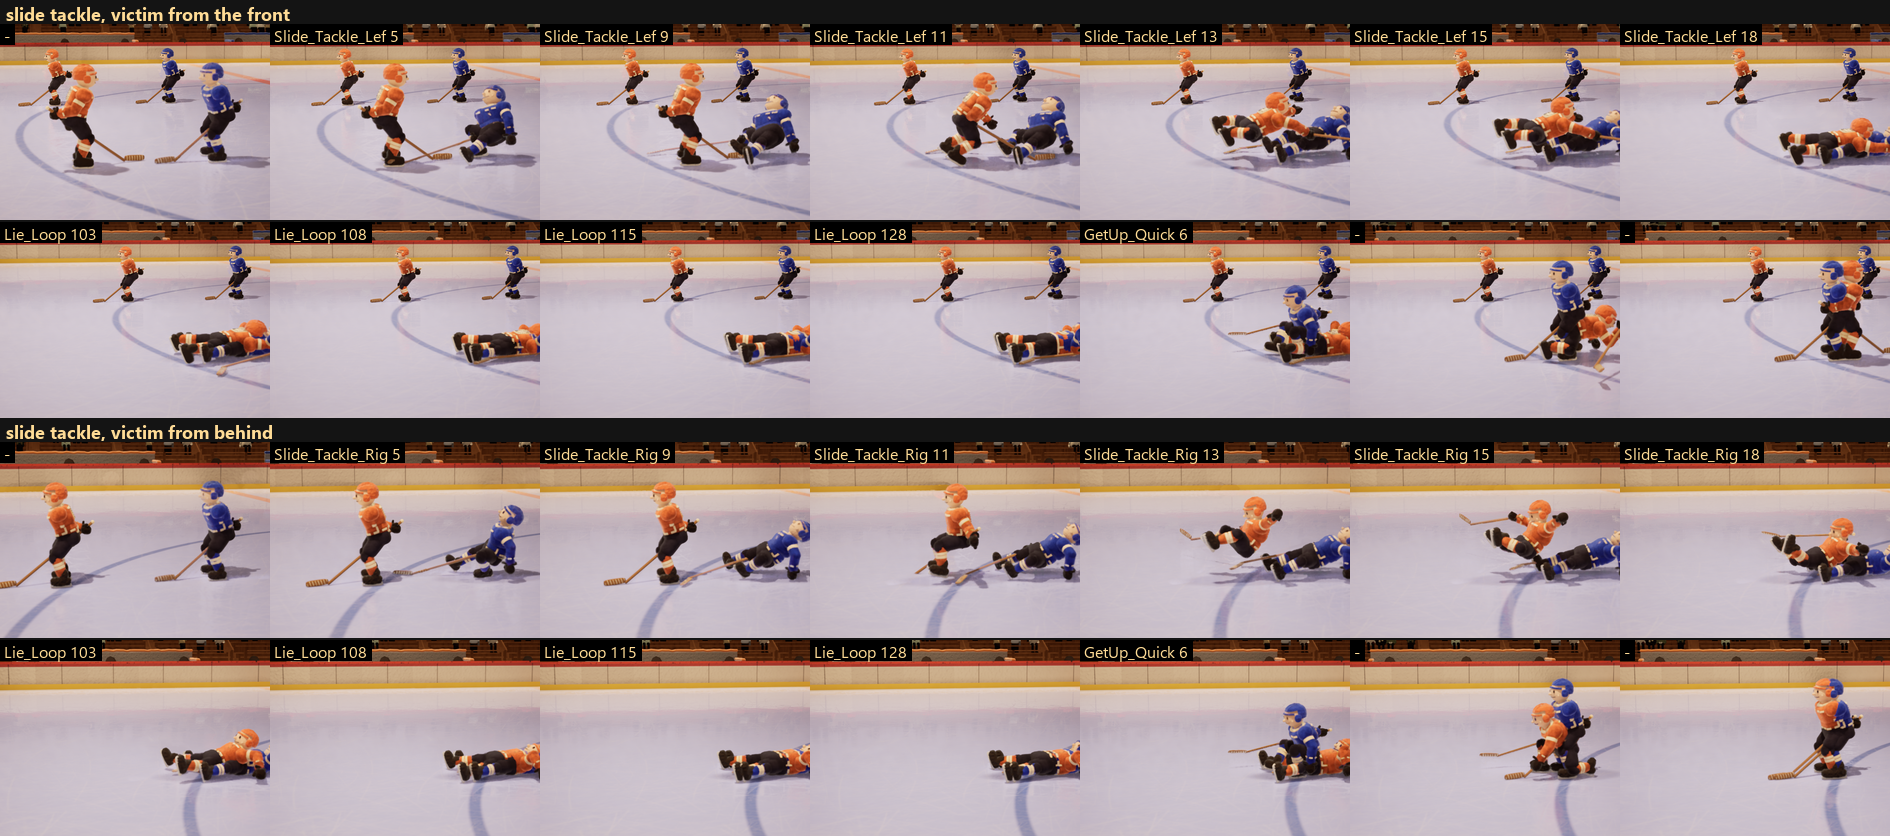 slide tackle, victim from the front
- Slide_Tackle_Lef 5 Slide_Tackle_Lef 9 Slide_Tackle_Lef 11 Slide_Tackle_Lef 13 Slide_Tackle_Lef 15 Slide_Tackle_Lef 18
Lie_Loop 103 Lie_Loop 108 Lie_Loop 115 Lie_Loop 128 GetUp_Quick 6 - -
slide tackle, victim from behind
- Slide_Tackle_Rig 5 Slide_Tackle_Rig 9 Slide_Tackle_Rig 11 Slide_Tackle_Rig 13 Slide_Tackle_Rig 15 Slide_Tackle_Rig 18
Lie_Loop 103 Lie_Loop 108 Lie_Loop 115 Lie_Loop 128 GetUp_Quick 6 - -